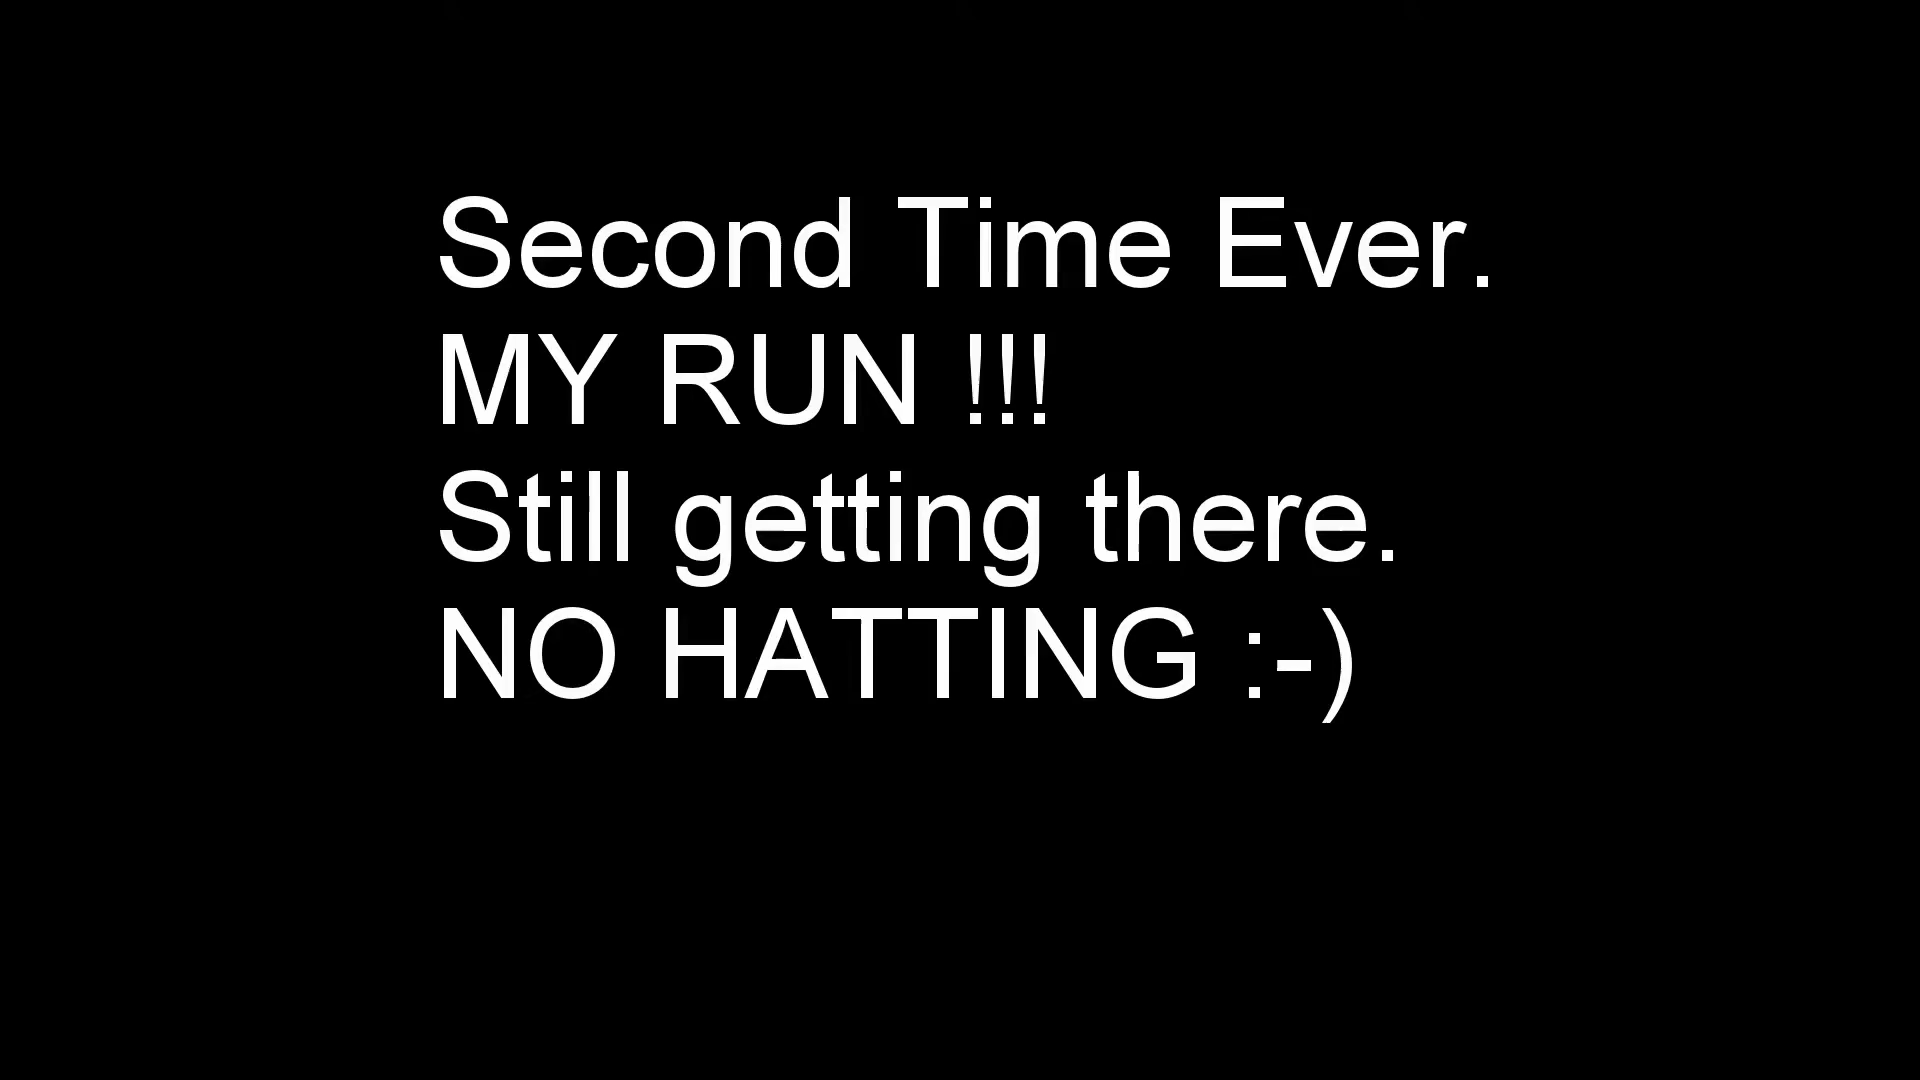 Second Time Ever.
MY RUN !!!
Still getting there.
NO HATTING :-)